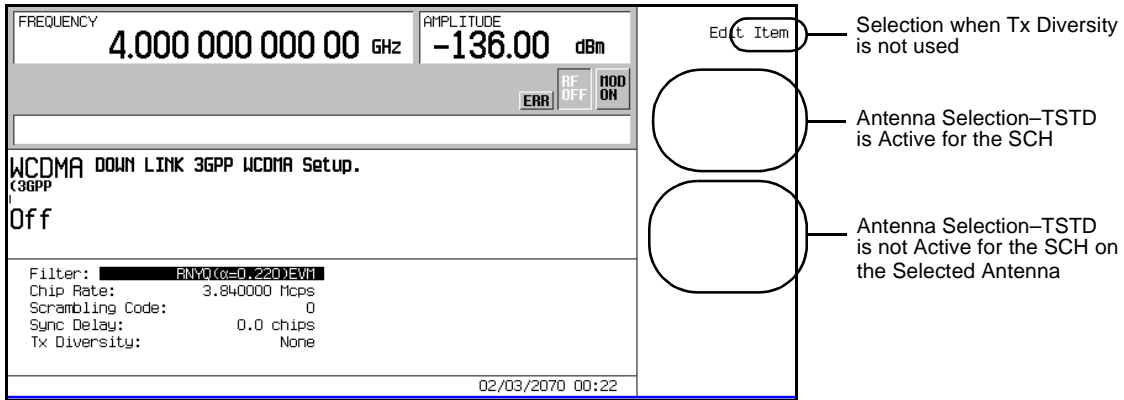 FREQUENCY
4.000 000 000 00 GHz
AMPLITUDE
-136.00 dBm
ERR
RF OFF
MOD ON
WCDMA DOWN LINK 3GPP WCDMA Setup.
(3GPP
Off
Filter: RNYQ(α=0.220)EVM
Chip Rate: 3.840000 Mcps
Scrambling Code: 0
Sync Delay: 0.0 chips
Tx Diversity: None
02/03/2070 00:22
Edit Item
Selection when Tx Diversity
is not used
Antenna Selection–TSTD
is Active for the SCH
Antenna Selection–TSTD
is not Active for the SCH on
the Selected Antenna